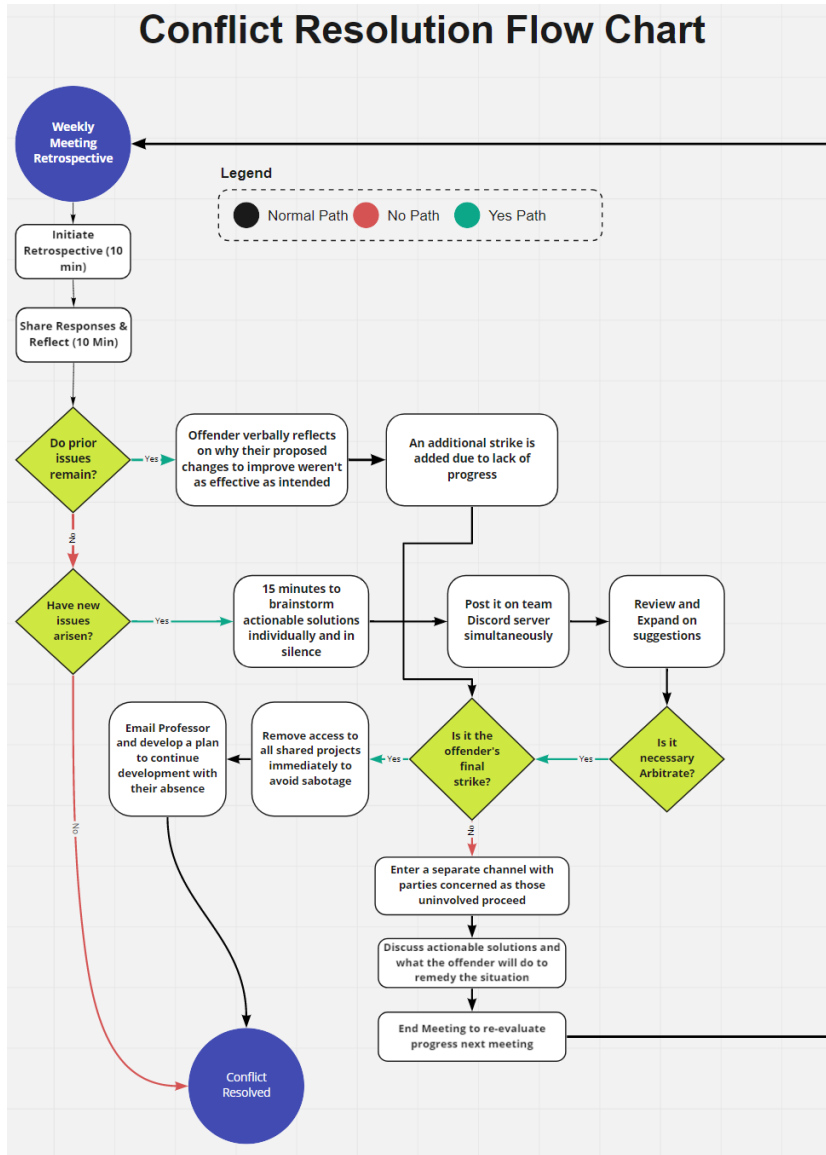 Conflict Resolution Flow Chart
Weekly
Meeting
Retrospective
Legend
Normal Path
No Path
Yes Path
Initiate
Retrospective (10
min)
Share Responses &
Reflect (10 Min)
Do prior
issues
remain?
Yes
Offender verbally reflects
on why their proposed
changes to improve weren't
as effective as intended
An additional strike is
added due to lack of
progress
No
Have new
issues
arisen?
Yes
15 minutes to
brainstorm
actionable solutions
individually and in
silence
Post it on team
Discord server
simultaneously
Review and
Expand on
suggestions
Email Professor
and develop a plan
to continue
development with
their absence
Remove access to
all shared projects
immediately to
avoid sabotage
Yes
Is it the
offender's
final
strike?
Yes
Is it
necessary
Arbitrate?
No
No
Enter a separate channel with
parties concerned as those
uninvolved proceed
Discuss actionable solutions and
what the offender will do to
remedy the situation
End Meeting to re-evaluate
progress next meeting
Conflict
Resolved